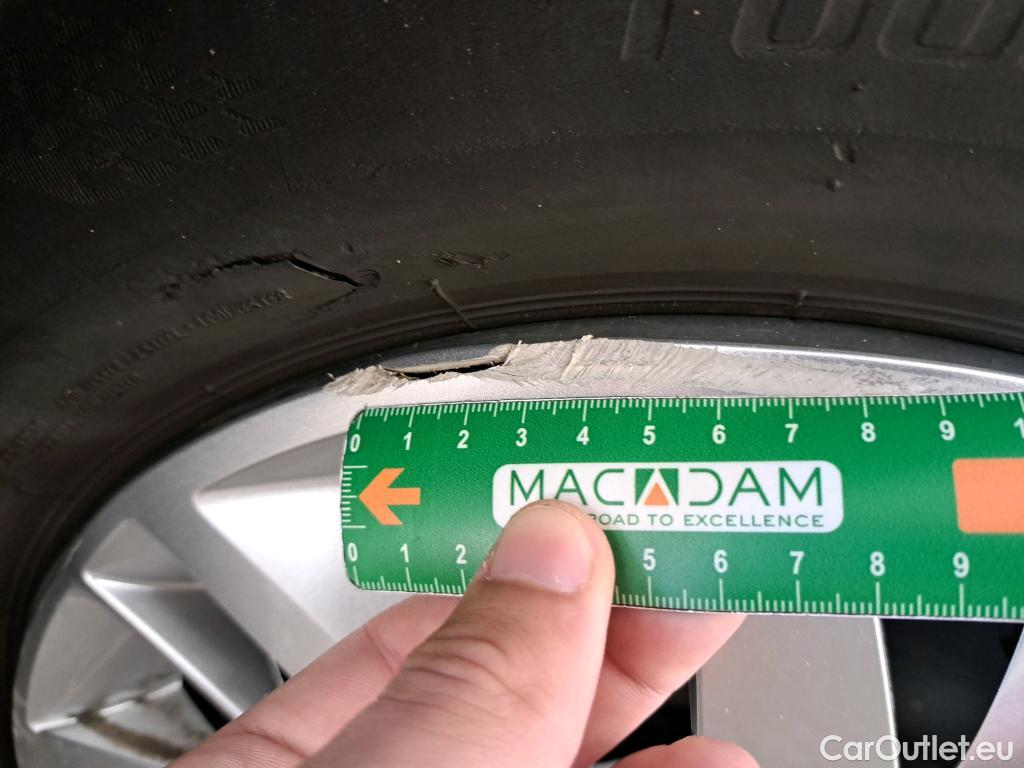 0 1 2 3 4 5 6 7 8 9 1
MACADAM
ROAD TO EXCELLENCE
0 1 2 5 6 7 8 9
CarOutlet.eu